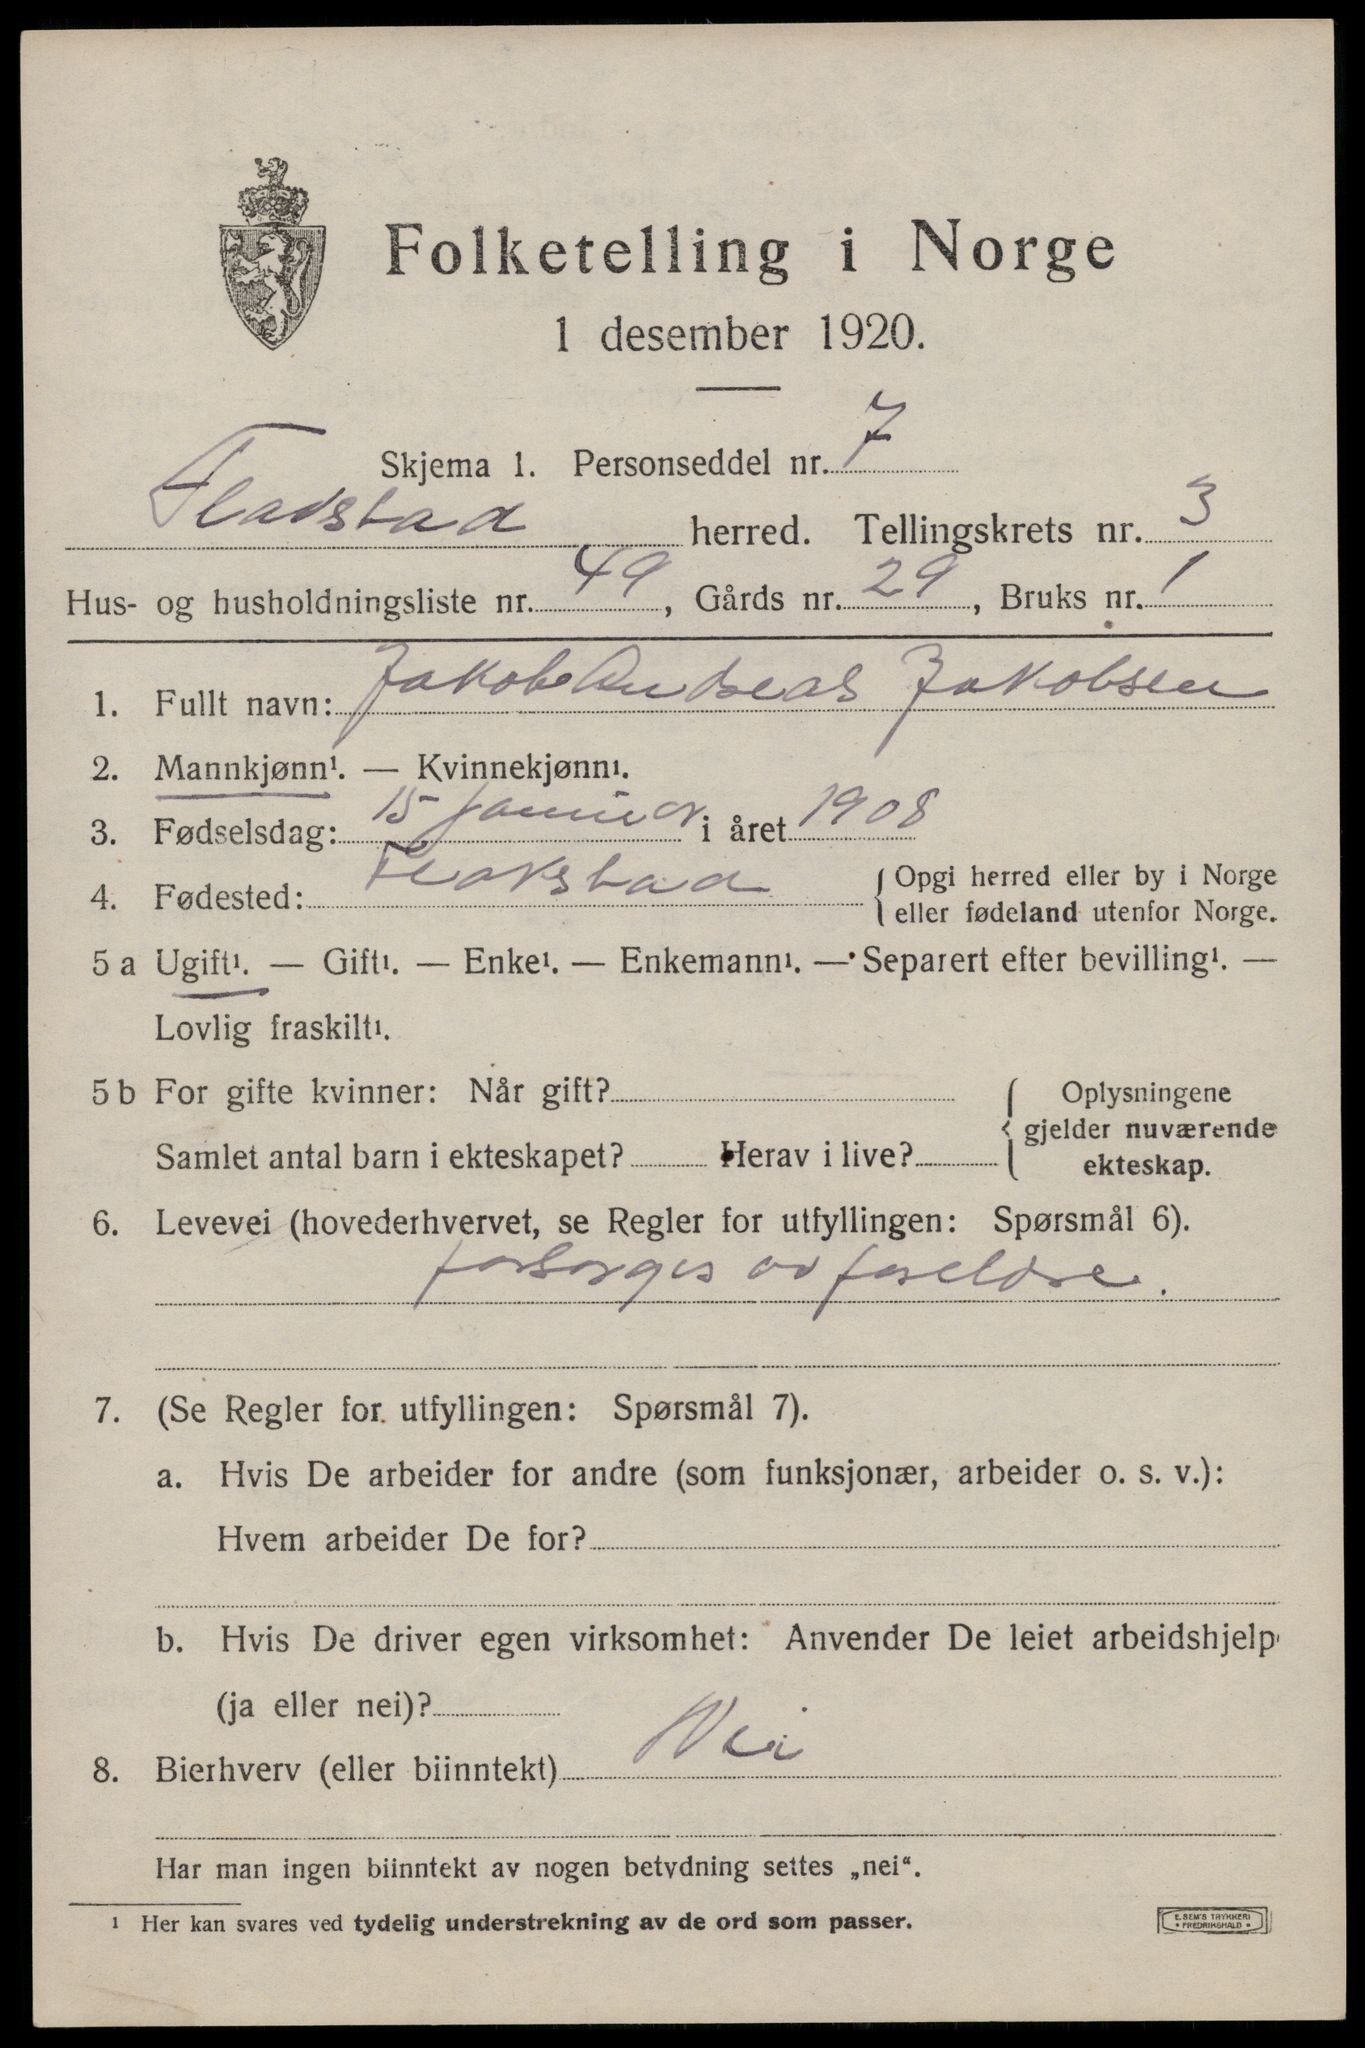 Folketelling i Norge
1 desember 1920.
Skjema 1. Personseddel nr. 7
Flakstad herred. Tellingskrets nr. 3
Hus- og husholdningsliste nr. 49, Gårds nr. 29, Bruks nr. 1
1. Fullt navn: Jakob Andreas Jakobsen
2. Mannkjønn¹. — Kvinnekjønn¹.
3. Fødselsdag: 15 januar i året 1908
4. Fødested: Flakstad { Opgi herred eller by i Norge
eller fødeland utenfor Norge.
5 a Ugift¹. — Gift¹. — Enke¹. — Enkemann¹. — Separert efter bevilling¹. —
Lovlig fraskilt¹.
5 b For gifte kvinner: Når gift? { Oplysningene
gjelder nuværende
Samlet antal barn i ekteskapet? Herav i live? ekteskap.
6. Levevei (hovederhvervet, se Regler for utfyllingen: Spørsmål 6).
forsørges av foreldre.
7. (Se Regler for utfyllingen: Spørsmål 7).
a. Hvis De arbeider for andre (som funksjonær, arbeider o. s. v.):
Hvem arbeider De for?
b. Hvis De driver egen virksomhet: Anvender De leiet arbeidshjelp
(ja eller nei)?
8. Bierhverv (eller biinntekt) Nei
Har man ingen biinntekt av nogen betydning settes „nei“.
¹ Her kan svares ved tydelig understrekning av de ord som passer.
E. SEM'S TRYKKERI
• FREDRIKSHALD •